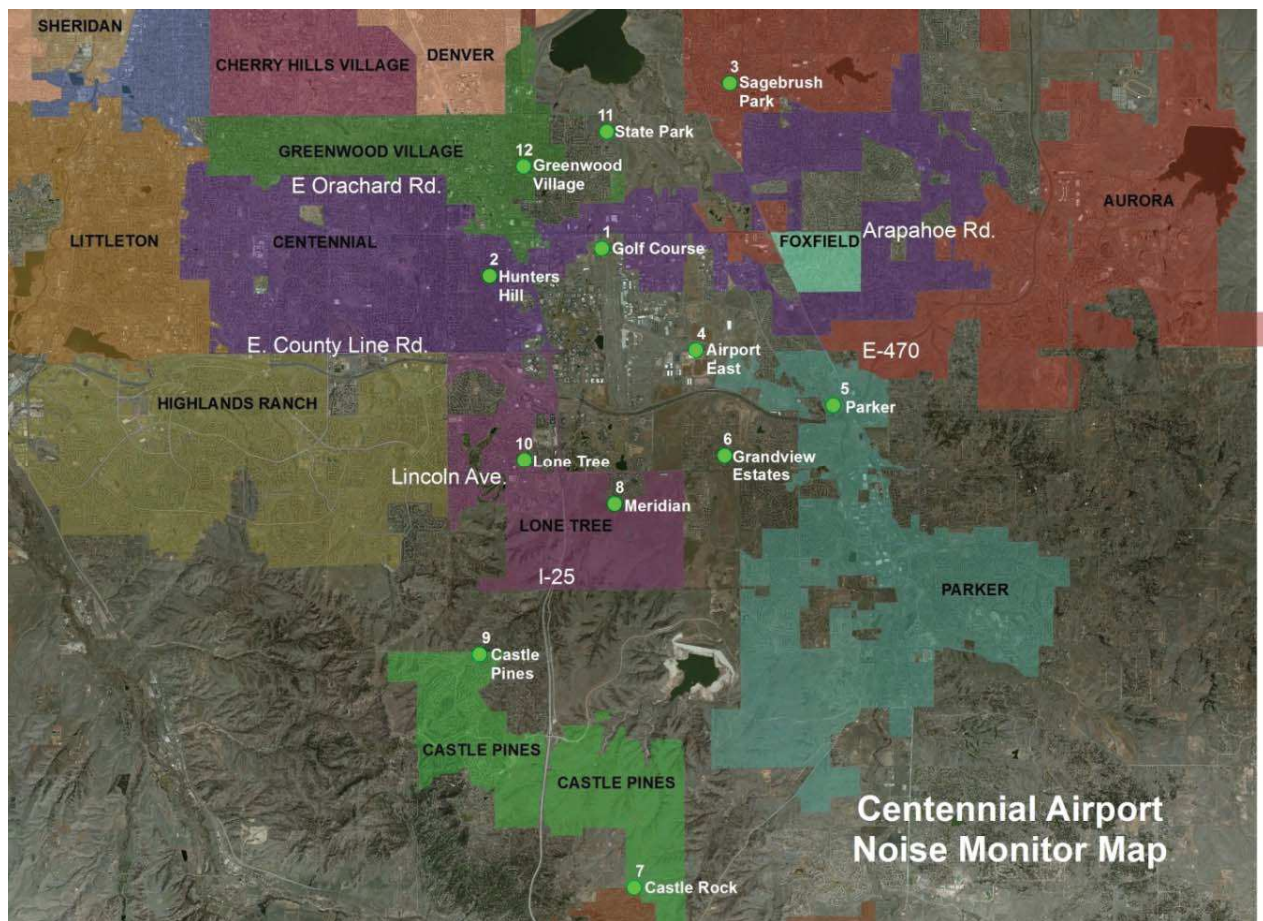 SHERIDAN
CHERRY HILLS VILLAGE
DENVER
3
Sagebrush
Park
11
State Park
12
Greenwood
Village
GREENWOOD VILLAGE
E Orachard Rd.
AURORA
LITTLETON
CENTENNIAL
1
Golf Course
FOXFIELD
Arapahoe Rd.
2
Hunters
Hill
E. County Line Rd.
4
Airport
East
E-470
HIGHLANDS RANCH
5
Parker
10
Lone Tree
6
Grandview
Estates
Lincoln Ave.
8
Meridian
LONE TREE
I-25
PARKER
9
Castle
Pines
CASTLE PINES
CASTLE PINES
Centennial Airport
Noise Monitor Map
7
Castle Rock